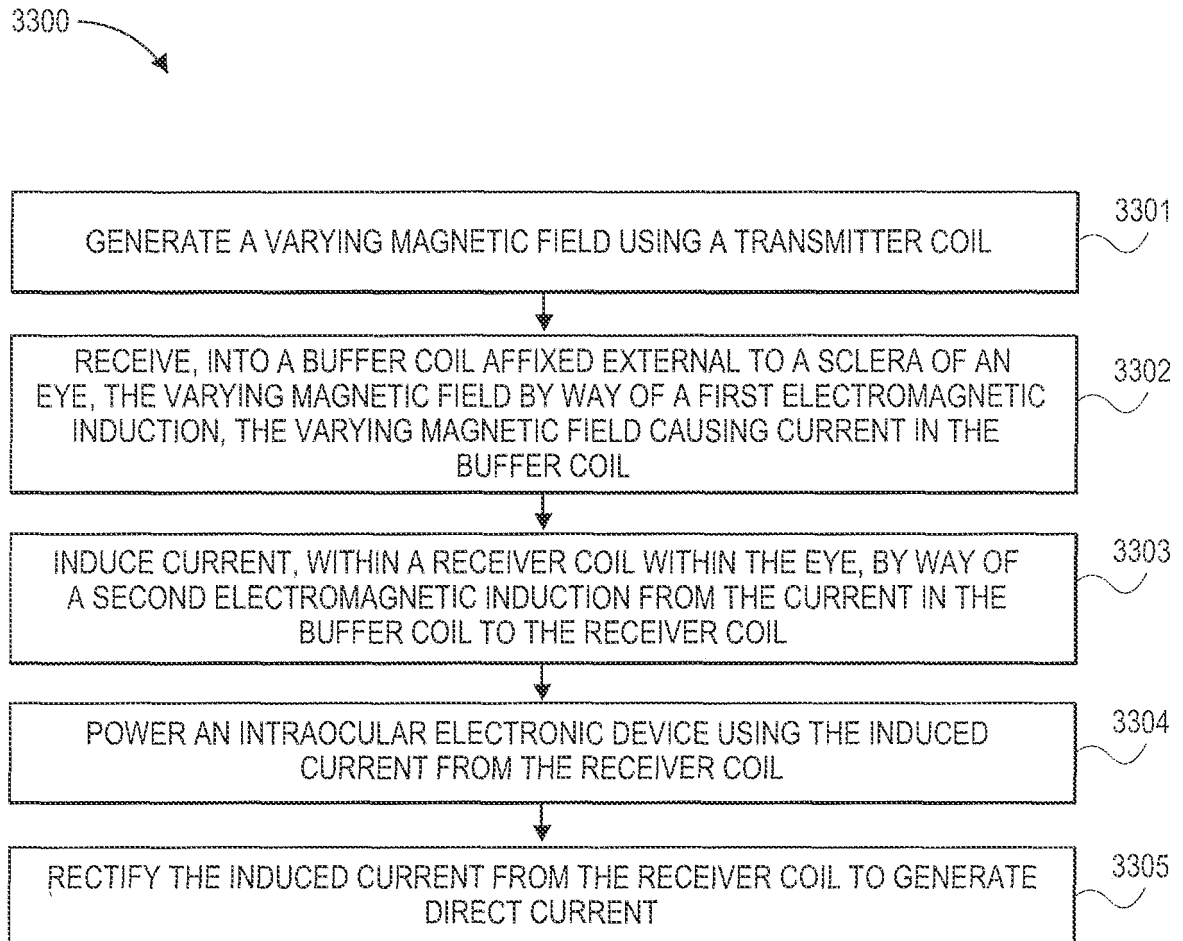 3300
GENERATE A VARYING MAGNETIC FIELD USING A TRANSMITTER COIL
3301
RECEIVE, INTO A BUFFER COIL AFFIXED EXTERNAL TO A SCLERA OF AN
EYE, THE VARYING MAGNETIC FIELD BY WAY OF A FIRST ELECTROMAGNETIC
INDUCTION, THE VARYING MAGNETIC FIELD CAUSING CURRENT IN THE
BUFFER COIL
3302
INDUCE CURRENT, WITHIN A RECEIVER COIL WITHIN THE EYE, BY WAY OF
A SECOND ELECTROMAGNETIC INDUCTION FROM THE CURRENT IN THE
BUFFER COIL TO THE RECEIVER COIL
3303
POWER AN INTRAOCULAR ELECTRONIC DEVICE USING THE INDUCED
CURRENT FROM THE RECEIVER COIL
3304
RECTIFY THE INDUCED CURRENT FROM THE RECEIVER COIL TO GENERATE
DIRECT CURRENT
3305